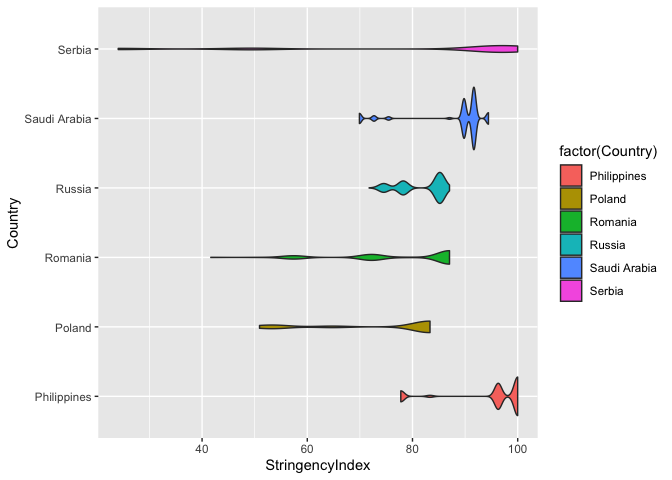 Serbia
Saudi Arabia
Russia
Romania
Poland
Philippines
Country
40 60 80 100
StringencyIndex
factor(Country)
Philippines
Poland
Romania
Russia
Saudi Arabia
Serbia